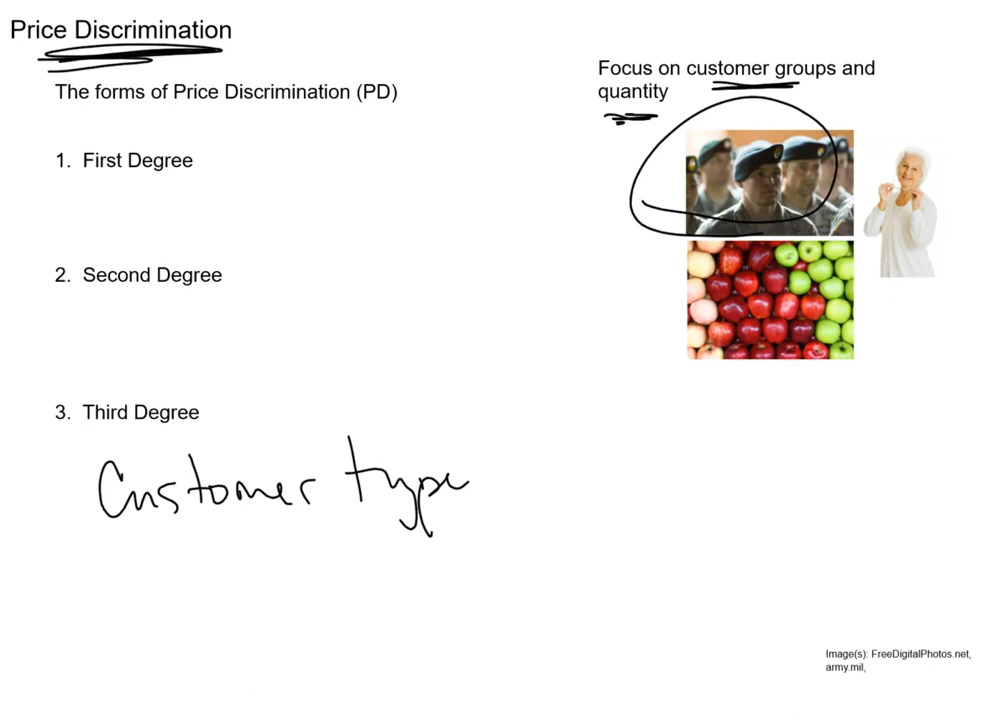 Price Discrimination
The forms of Price Discrimination (PD)
Focus on customer groups and
quantity
1. First Degree
2. Second Degree
3. Third Degree
Customer type
Image(s): FreeDigitalPhotos.net,
army.mil,